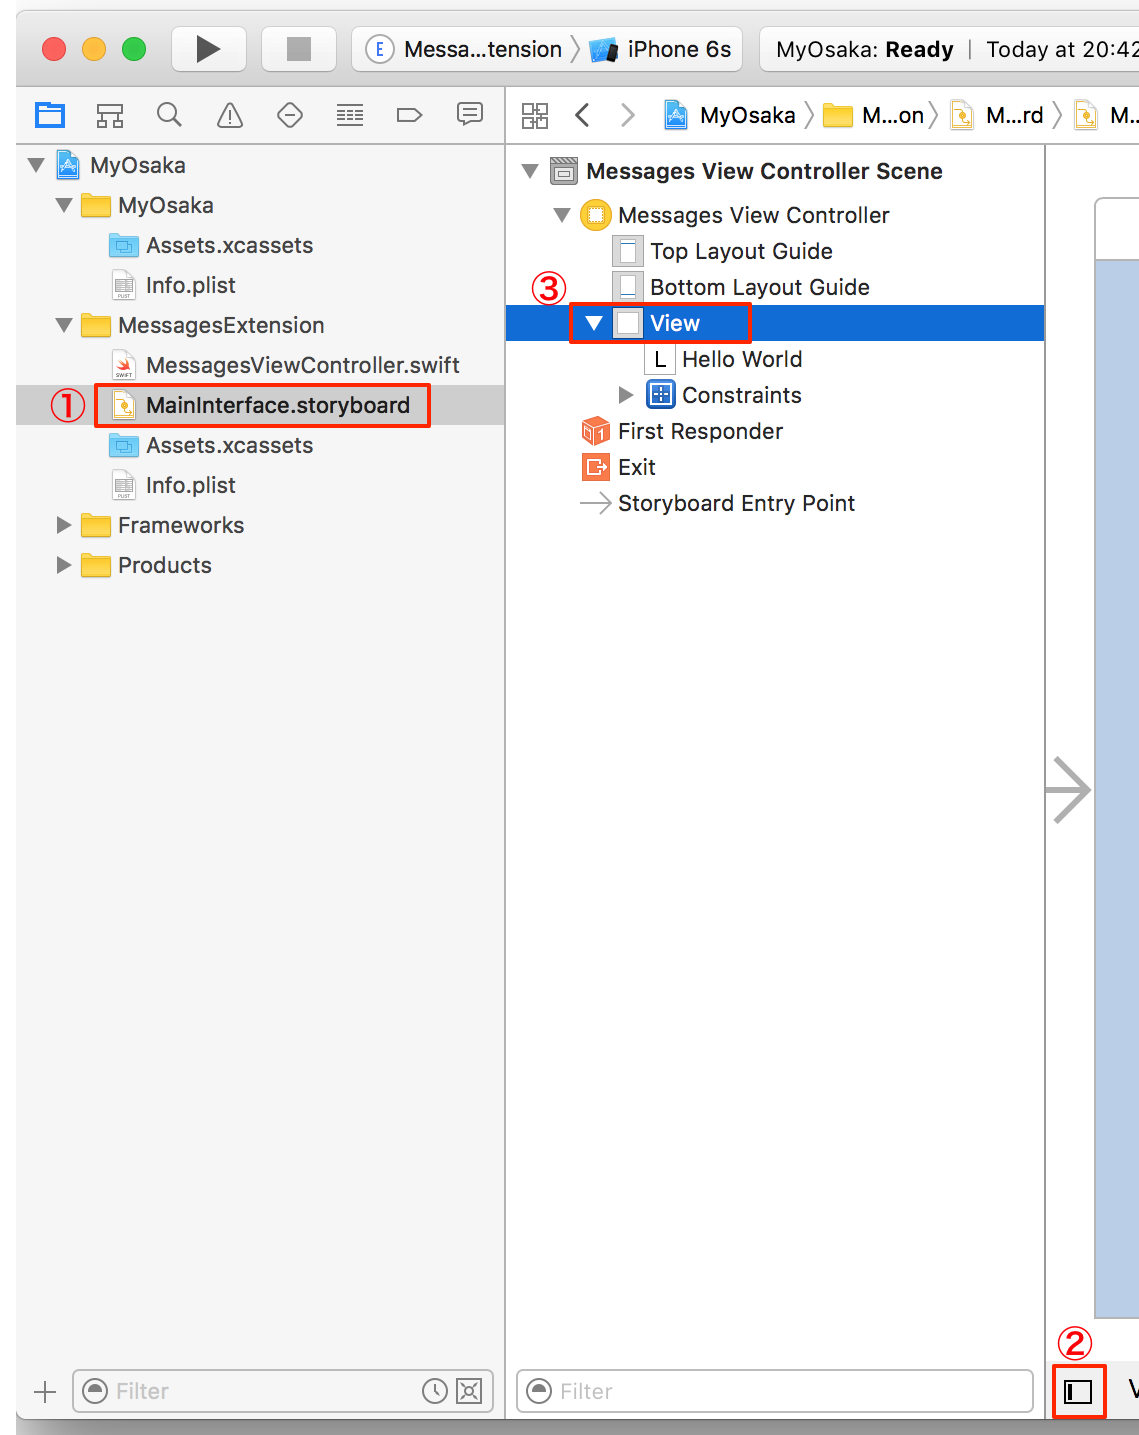 E Messa...tension iPhone 6s MyOsaka: Ready | Today at 20:42
MyOsaka M...on M...rd M...
MyOsaka
MyOsaka
Assets.xcassets
Info.plist
MessagesExtension
MessagesViewController.swift
① MainInterface.storyboard
Assets.xcassets
Info.plist
Frameworks
Products
Filter
Messages View Controller Scene
Messages View Controller
Top Layout Guide
Bottom Layout Guide
③
View
L Hello World
Constraints
1 First Responder
Exit
Storyboard Entry Point
Filter
②